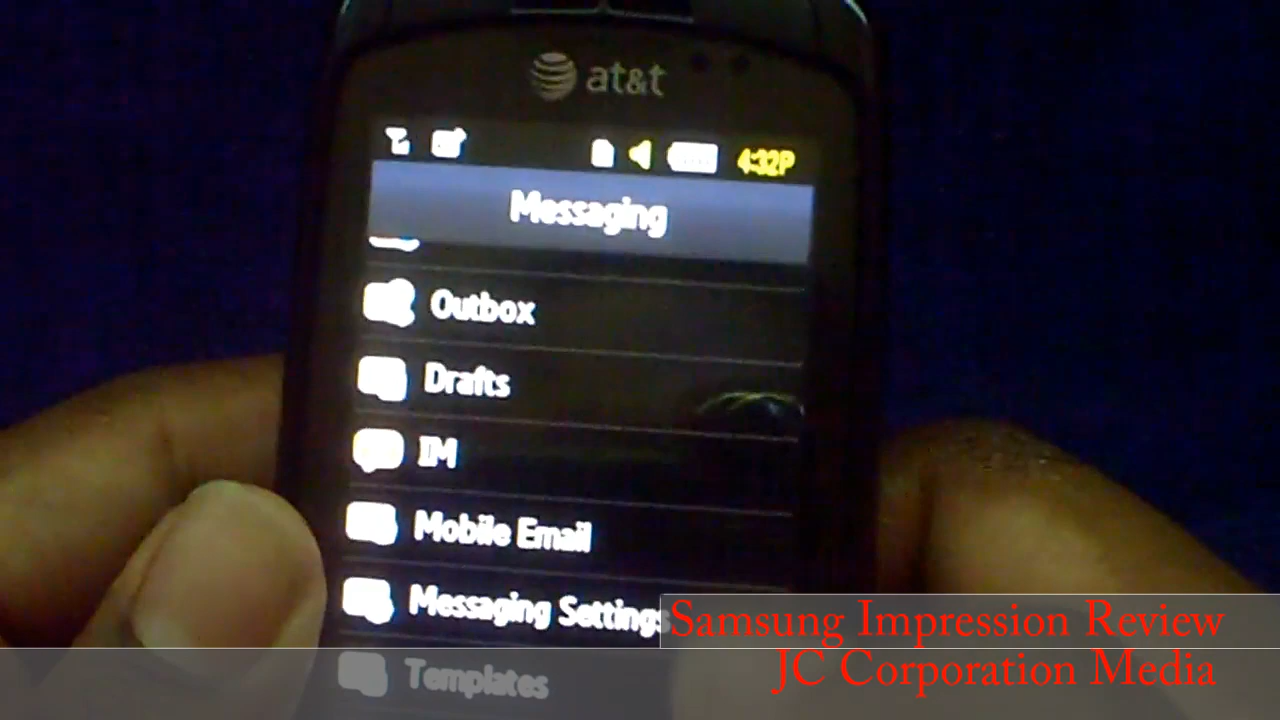 at&t
4:32P
Messaging
Outbox
Drafts
IM
Mobile Email
Messaging Settings
Samsung Impression Review
Templates
JC Corporation Media